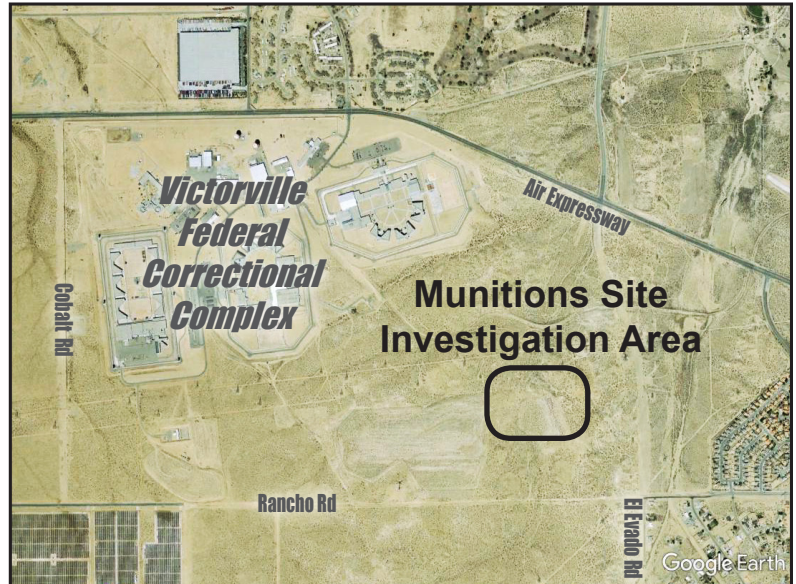 Victorville
Federal
Correctional
Complex
Air Expressway
Cobalt Rd
Munitions Site
Investigation Area
Rancho Rd
El Evado Rd
Google Earth